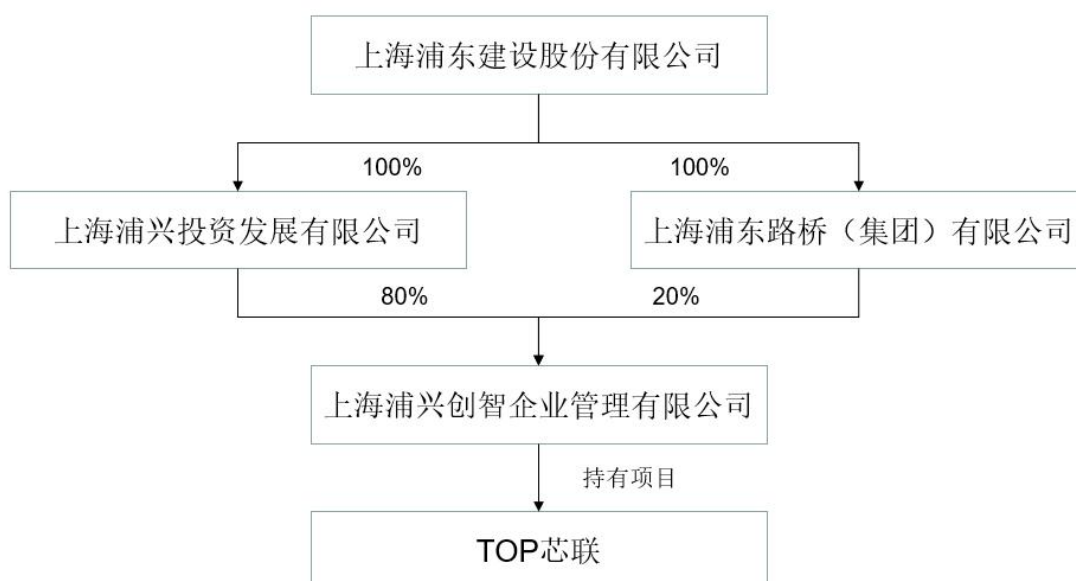 上海浦东建设股份有限公司
100%
100%
上海浦兴投资发展有限公司
上海浦东路桥（集团）有限公司
80%
20%
上海浦兴创智企业管理有限公司
持有项目
TOP芯联